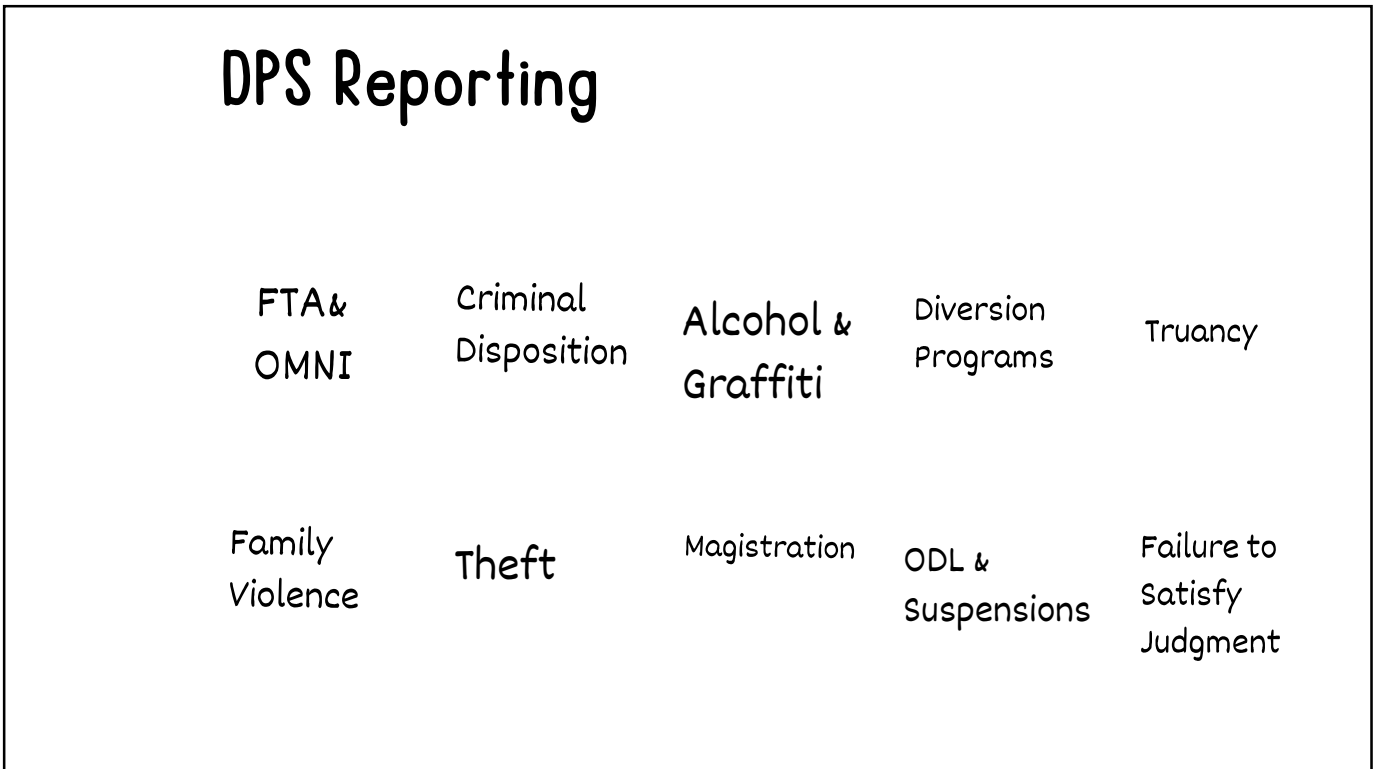 DPS Reporting
FTA&
OMNI
Criminal
Disposition
Alcohol &
Graffiti
Diversion
Programs
Truancy
Family
Violence
Theft
Magistration
ODL &
Suspensions
Failure to
Satisfy
Judgment